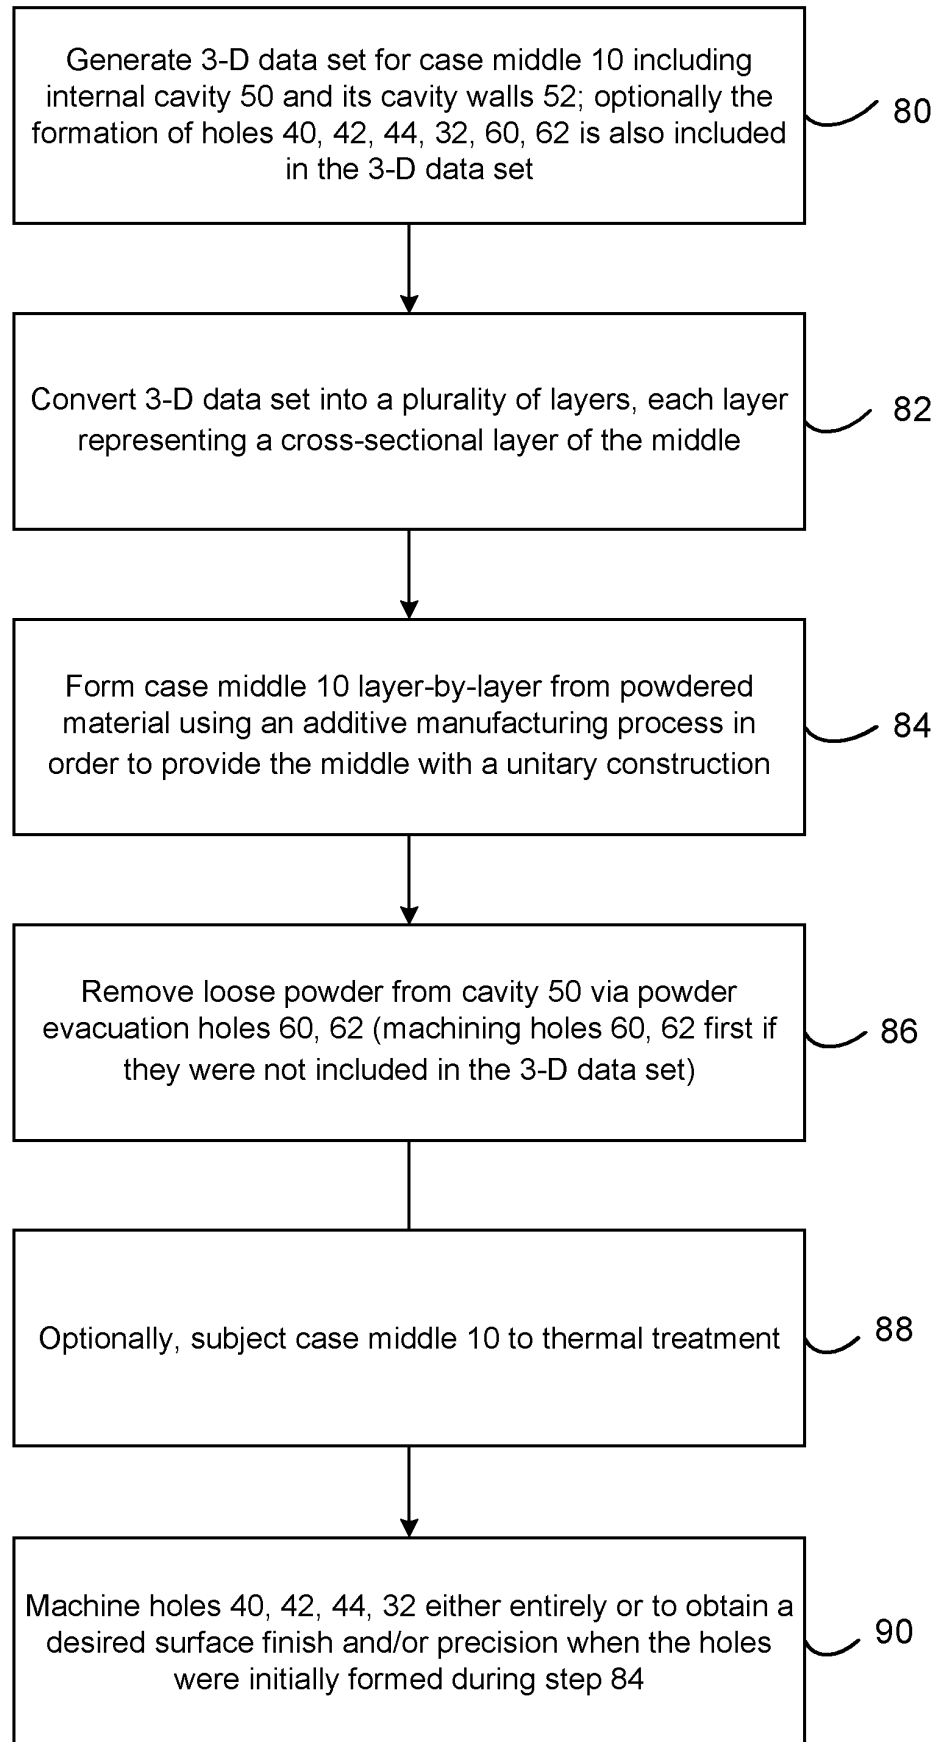 Generate 3-D data set for case middle 10 including
internal cavity 50 and its cavity walls 52; optionally the
formation of holes 40, 42, 44, 32, 60, 62 is also included
in the 3-D data set
80
Convert 3-D data set into a plurality of layers, each layer
representing a cross-sectional layer of the middle
82
Form case middle 10 layer-by-layer from powdered
material using an additive manufacturing process in
order to provide the middle with a unitary construction
84
Remove loose powder from cavity 50 via powder
evacuation holes 60, 62 (machining holes 60, 62 first if
they were not included in the 3-D data set)
86
Optionally, subject case middle 10 to thermal treatment
88
Machine holes 40, 42, 44, 32 either entirely or to obtain a
desired surface finish and/or precision when the holes
were initially formed during step 84
90